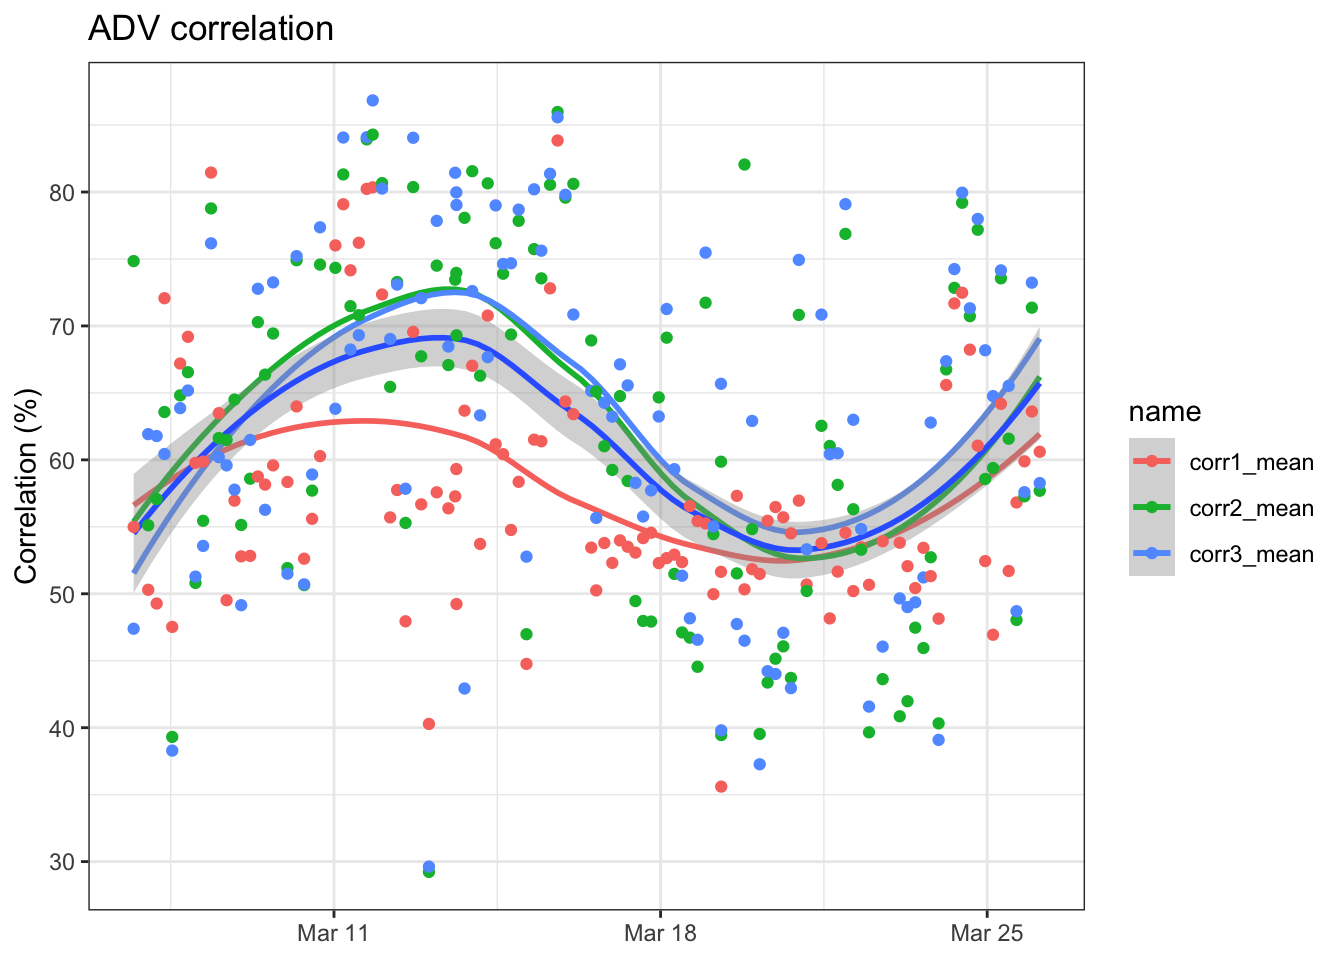 ADV correlation
Correlation (%)
80
70
60
50
40
30
Mar 11
Mar 18
Mar 25
name
corr1_mean
corr2_mean
corr3_mean